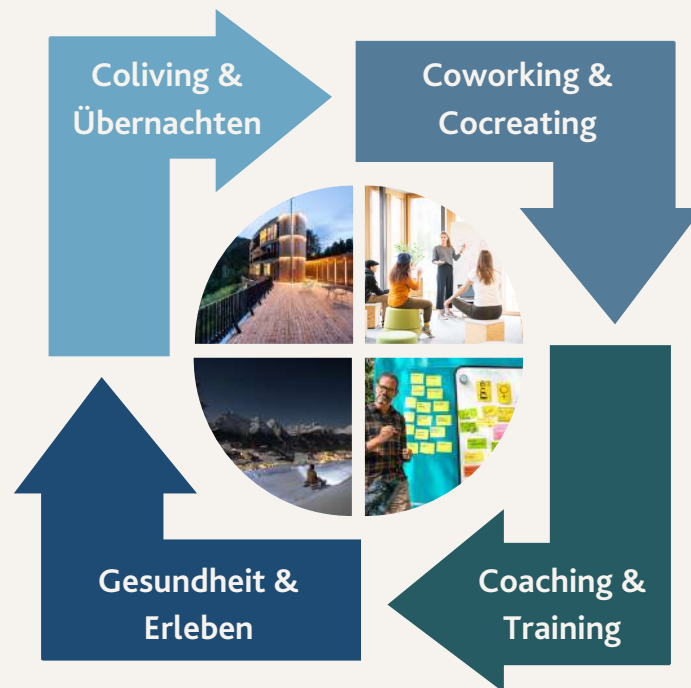 Coliving &
Übernachten
Coworking &
Cocreating
Coaching &
Training
Gesundheit &
Erleben